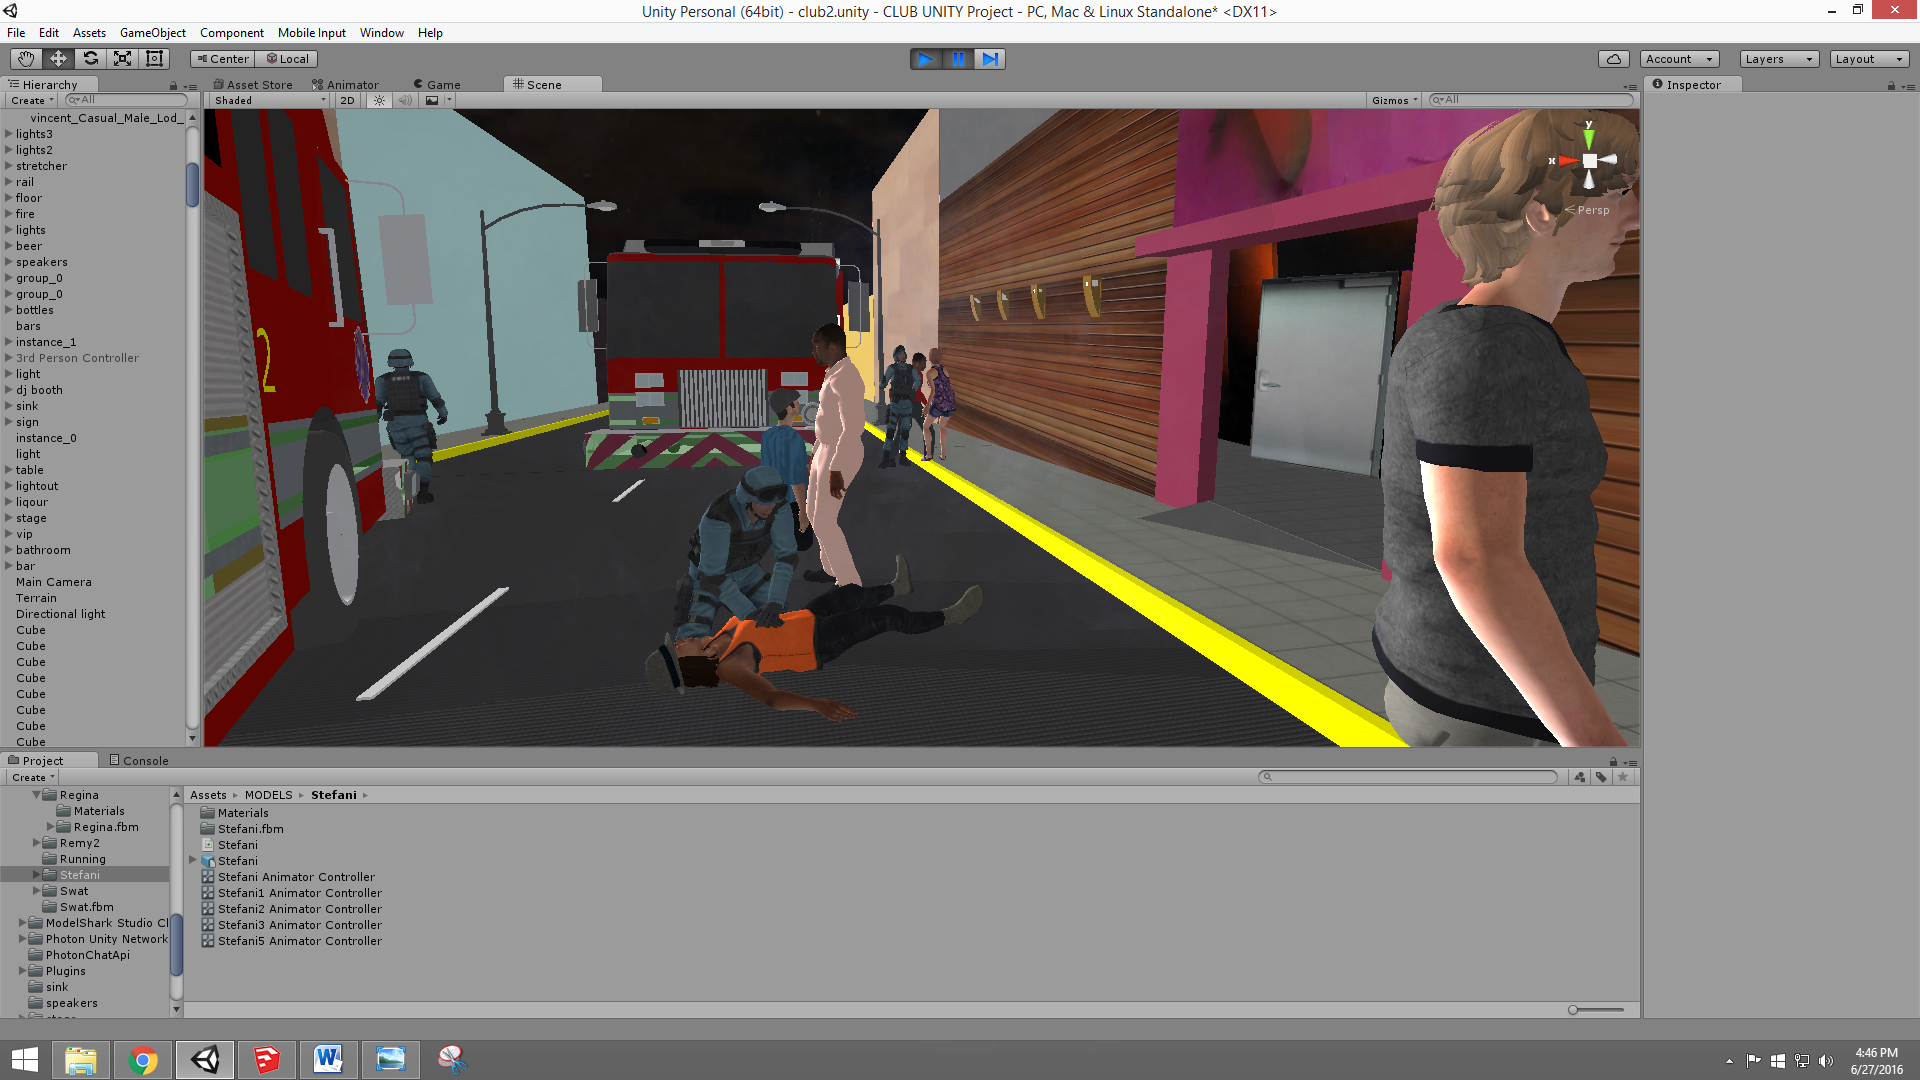 Unity Personal (64bit) - club2.unity - CLUB UNITY Project - PC, Mac & Linux Standalone* <DX11>
File Edit Assets GameObject Component Mobile Input Window Help
Center Local Account Layers Layout
Hierarchy Asset Store Animator Game Scene Inspector
Create All Shaded 2D Gizmos All
vincent_Casual_Male_Lod_
lights3
lights2
stretcher
rail
floor
fire
lights
beer
speakers
group_0
group_0
bottles
bars
instance_1
3rd Person Controller
light
dj booth
sink
sign
instance_0
light
table
lightout
liqour
stage
vip
bathroom
bar
Main Camera
Terrain
Directional light
Cube
Cube
Cube
Cube
Cube
Cube
Cube
Cube
y
x
Persp
2
Project Console
Create
Regina
Materials
Regina.fbm
Remy2
Running
Stefani
Swat
Swat.fbm
ModelShark Studio Cl
Photon Unity Network
PhotonChatApi
Plugins
sink
speakers
Assets MODELS Stefani
Materials
Stefani.fbm
Stefani
Stefani
Stefani Animator Controller
Stefani1 Animator Controller
Stefani2 Animator Controller
Stefani3 Animator Controller
Stefani5 Animator Controller
4:46 PM
6/27/2016